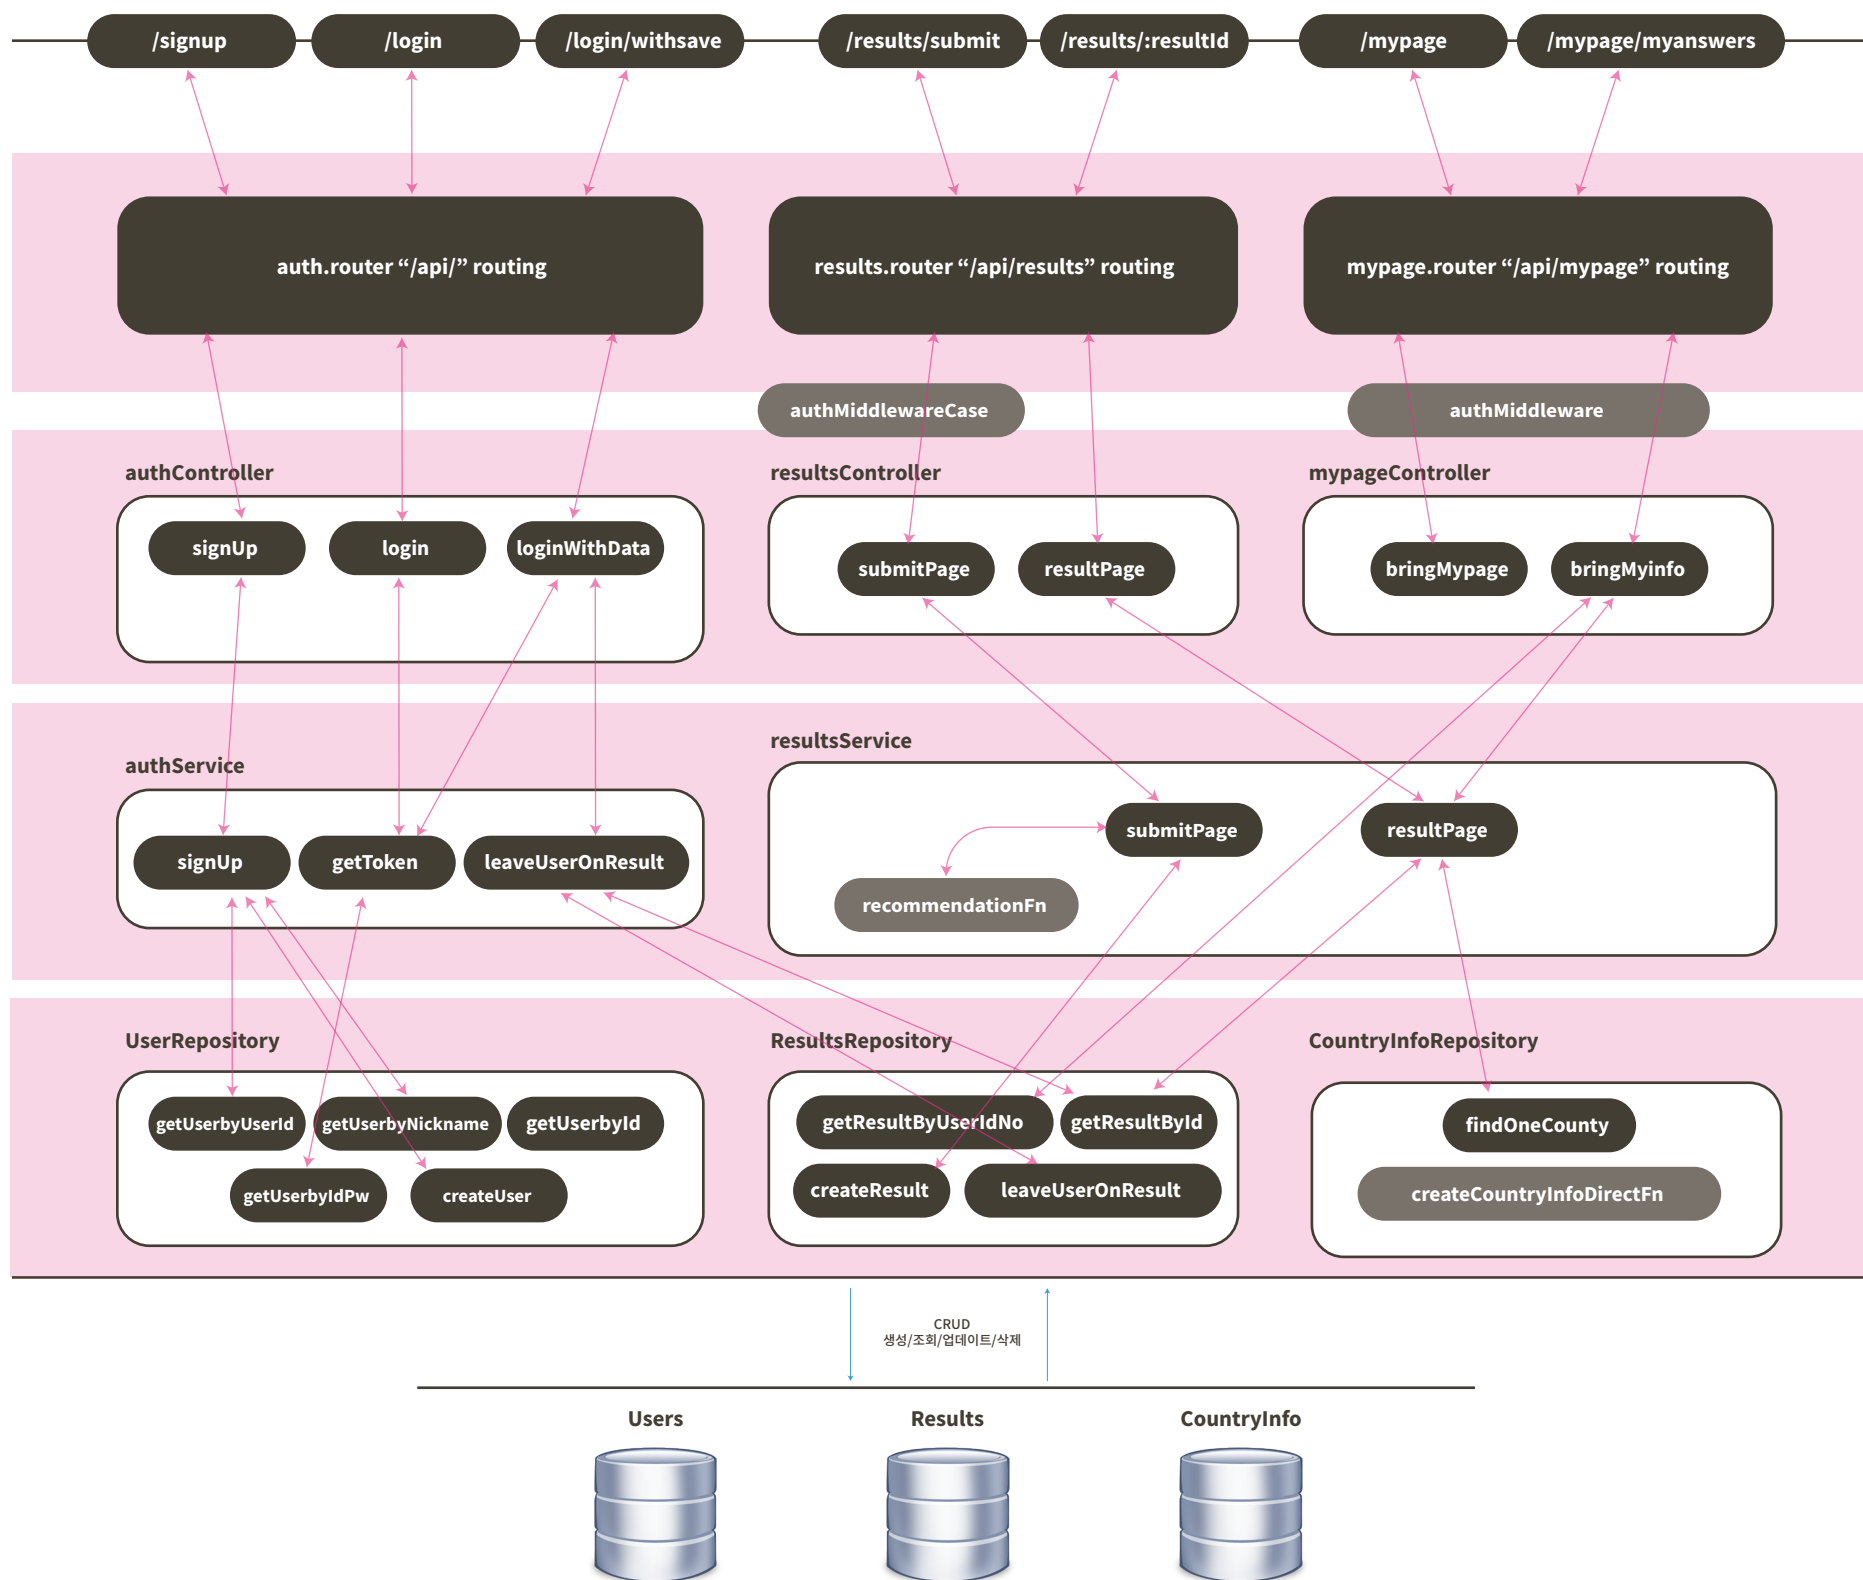 /signup
/login
/login/withsave
/results/submit
/results/:resultId
/mypage
/mypage/myanswers
auth.router “/api/” routing
results.router “/api/results” routing
mypage.router “/api/mypage” routing
authMiddlewareCase
authMiddleware
authController
resultsController
mypageController
signUp
login
loginWithData
submitPage
resultPage
bringMypage
bringMyinfo
authService
resultsService
signUp
getToken
leaveUserOnResult
submitPage
resultPage
recommendationFn
UserRepository
ResultsRepository
CountryInfoRepository
getUserbyUserId
getUserbyNickname
getUserbyId
getUserbyIdPw
createUser
getResultByUserIdNo
getResultById
createResult
leaveUserOnResult
findOneCounty
createCountryInfoDirectFn
CRUD
생성/조회/업데이트/삭제
Users
Results
CountryInfo